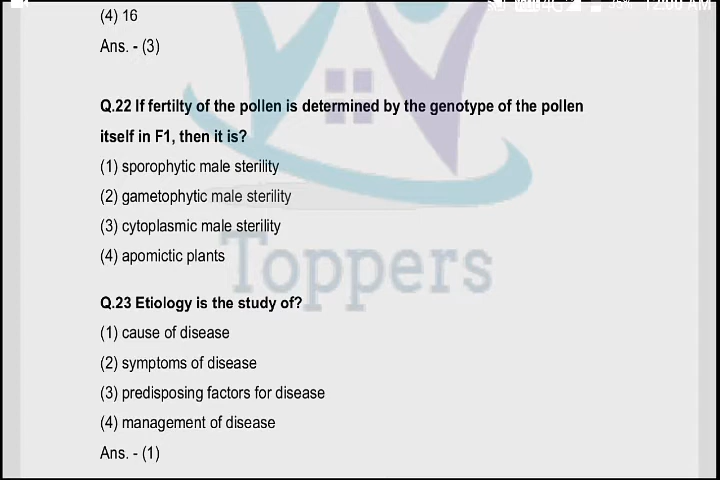 (4) 16
Ans. - (3)
Q.22 If fertilty of the pollen is determined by the genotype of the pollen
itself in F1, then it is?
(1) sporophytic male sterility
(2) gametophytic male sterility
(3) cytoplasmic male sterility
(4) apomictic plants
Toppers
Q.23 Etiology is the study of?
(1) cause of disease
(2) symptoms of disease
(3) predisposing factors for disease
(4) management of disease
Ans. - (1)